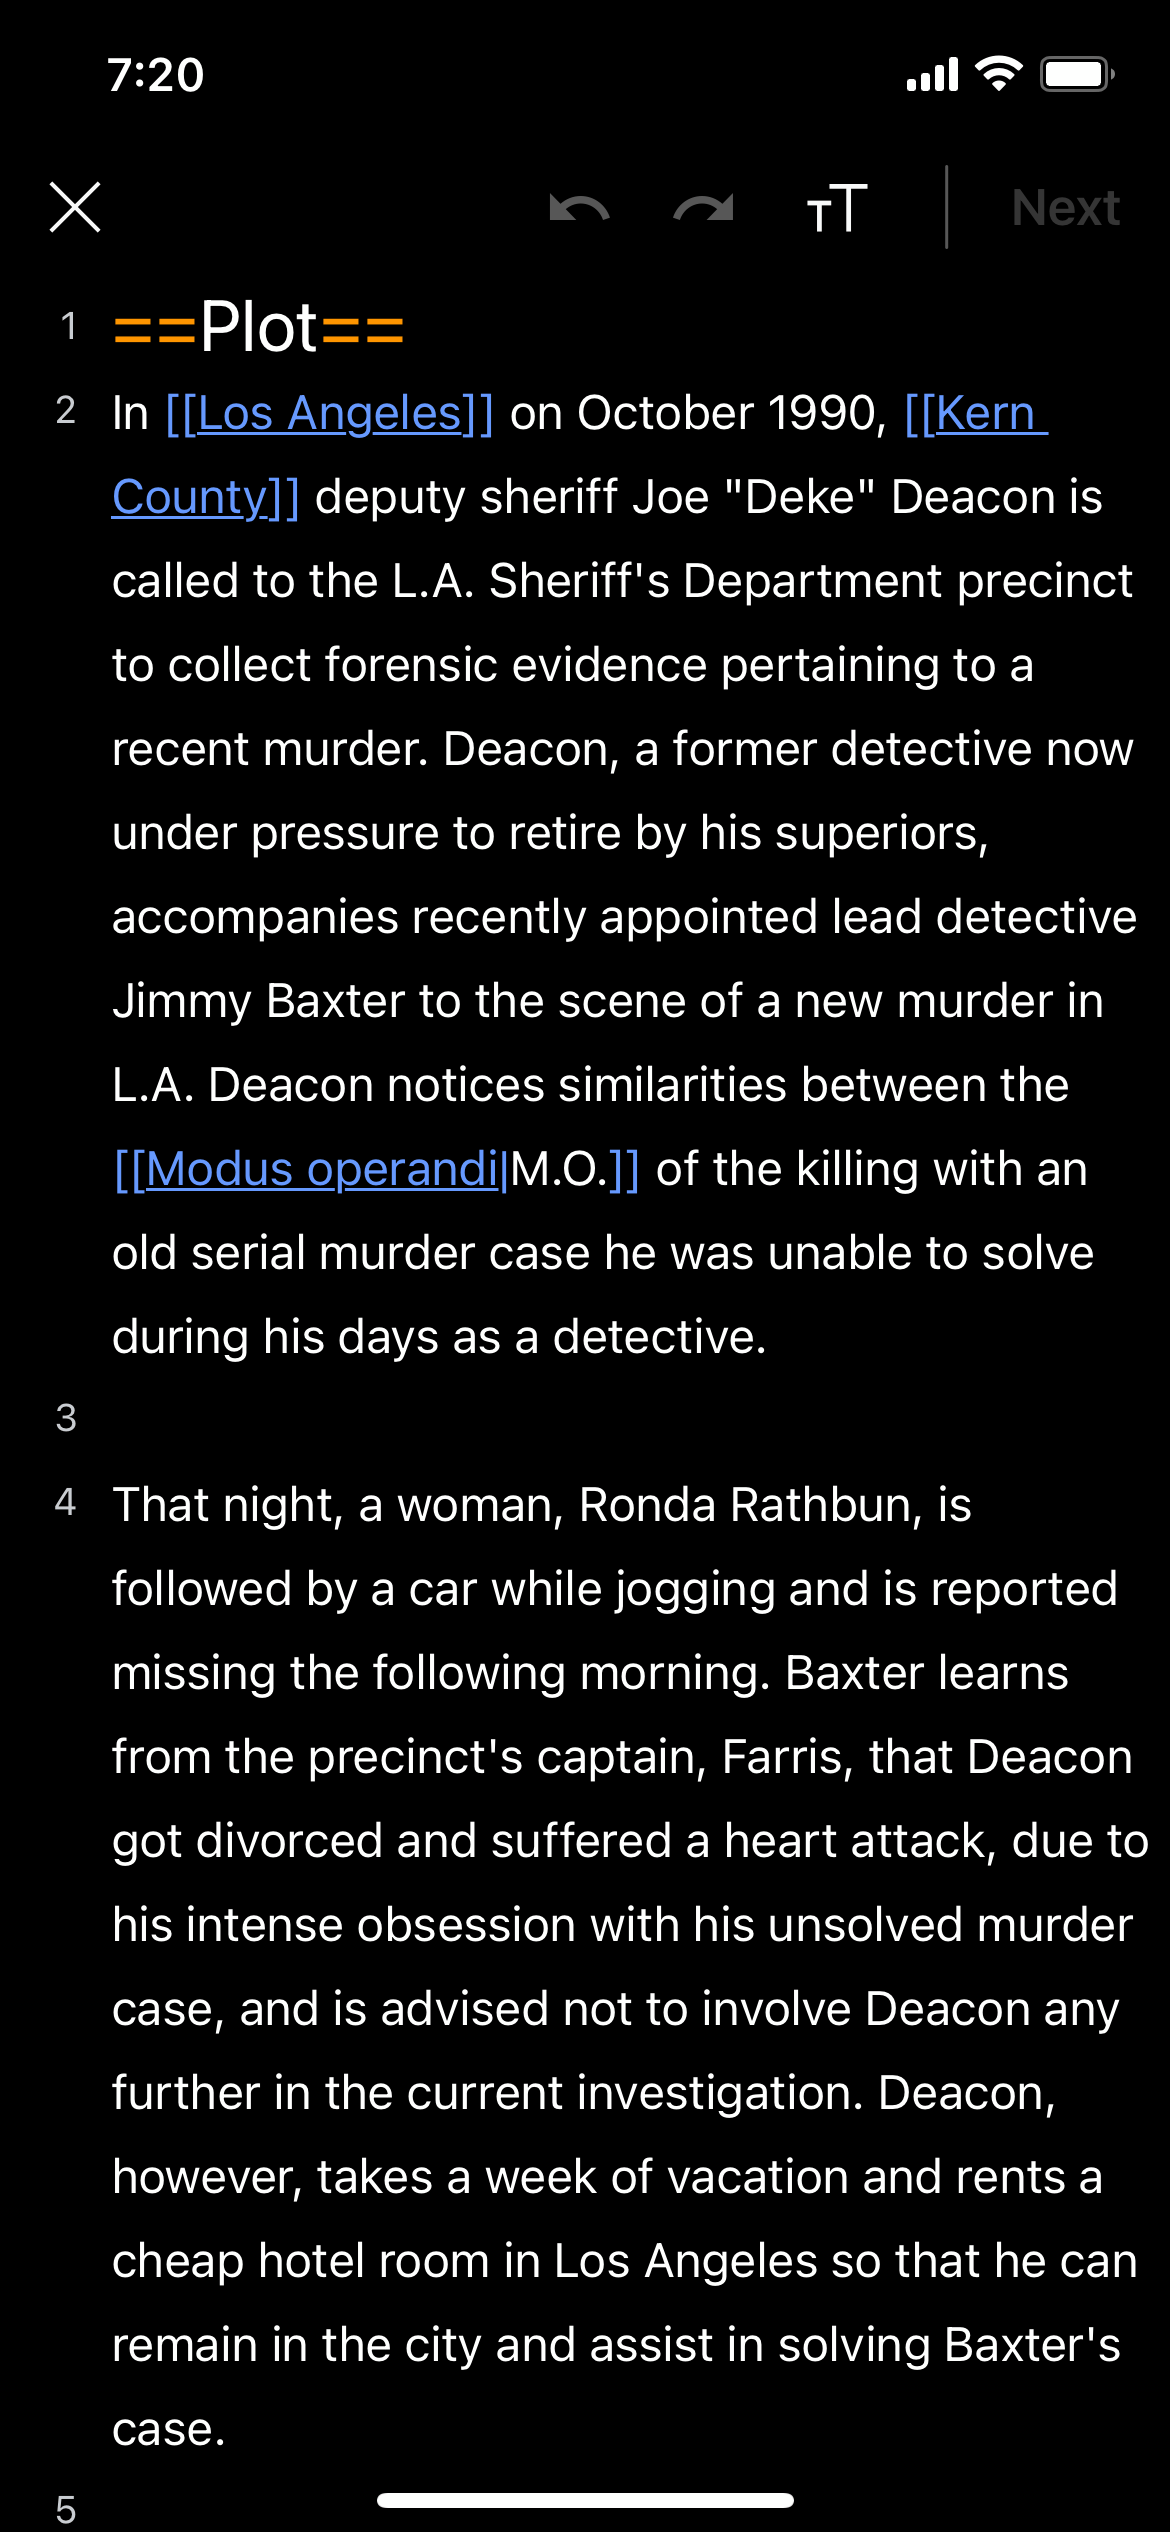 7:20
Next
1 ==Plot==
2 In [[Los Angeles]] on October 1990, [[Kern
County]] deputy sheriff Joe "Deke" Deacon is
called to the L.A. Sheriff's Department precinct
to collect forensic evidence pertaining to a
recent murder. Deacon, a former detective now
under pressure to retire by his superiors,
accompanies recently appointed lead detective
Jimmy Baxter to the scene of a new murder in
L.A. Deacon notices similarities between the
[[Modus operandi|M.O.]] of the killing with an
old serial murder case he was unable to solve
during his days as a detective.
3
4 That night, a woman, Ronda Rathbun, is
followed by a car while jogging and is reported
missing the following morning. Baxter learns
from the precinct's captain, Farris, that Deacon
got divorced and suffered a heart attack, due to
his intense obsession with his unsolved murder
case, and is advised not to involve Deacon any
further in the current investigation. Deacon,
however, takes a week of vacation and rents a
cheap hotel room in Los Angeles so that he can
remain in the city and assist in solving Baxter's
case.
5